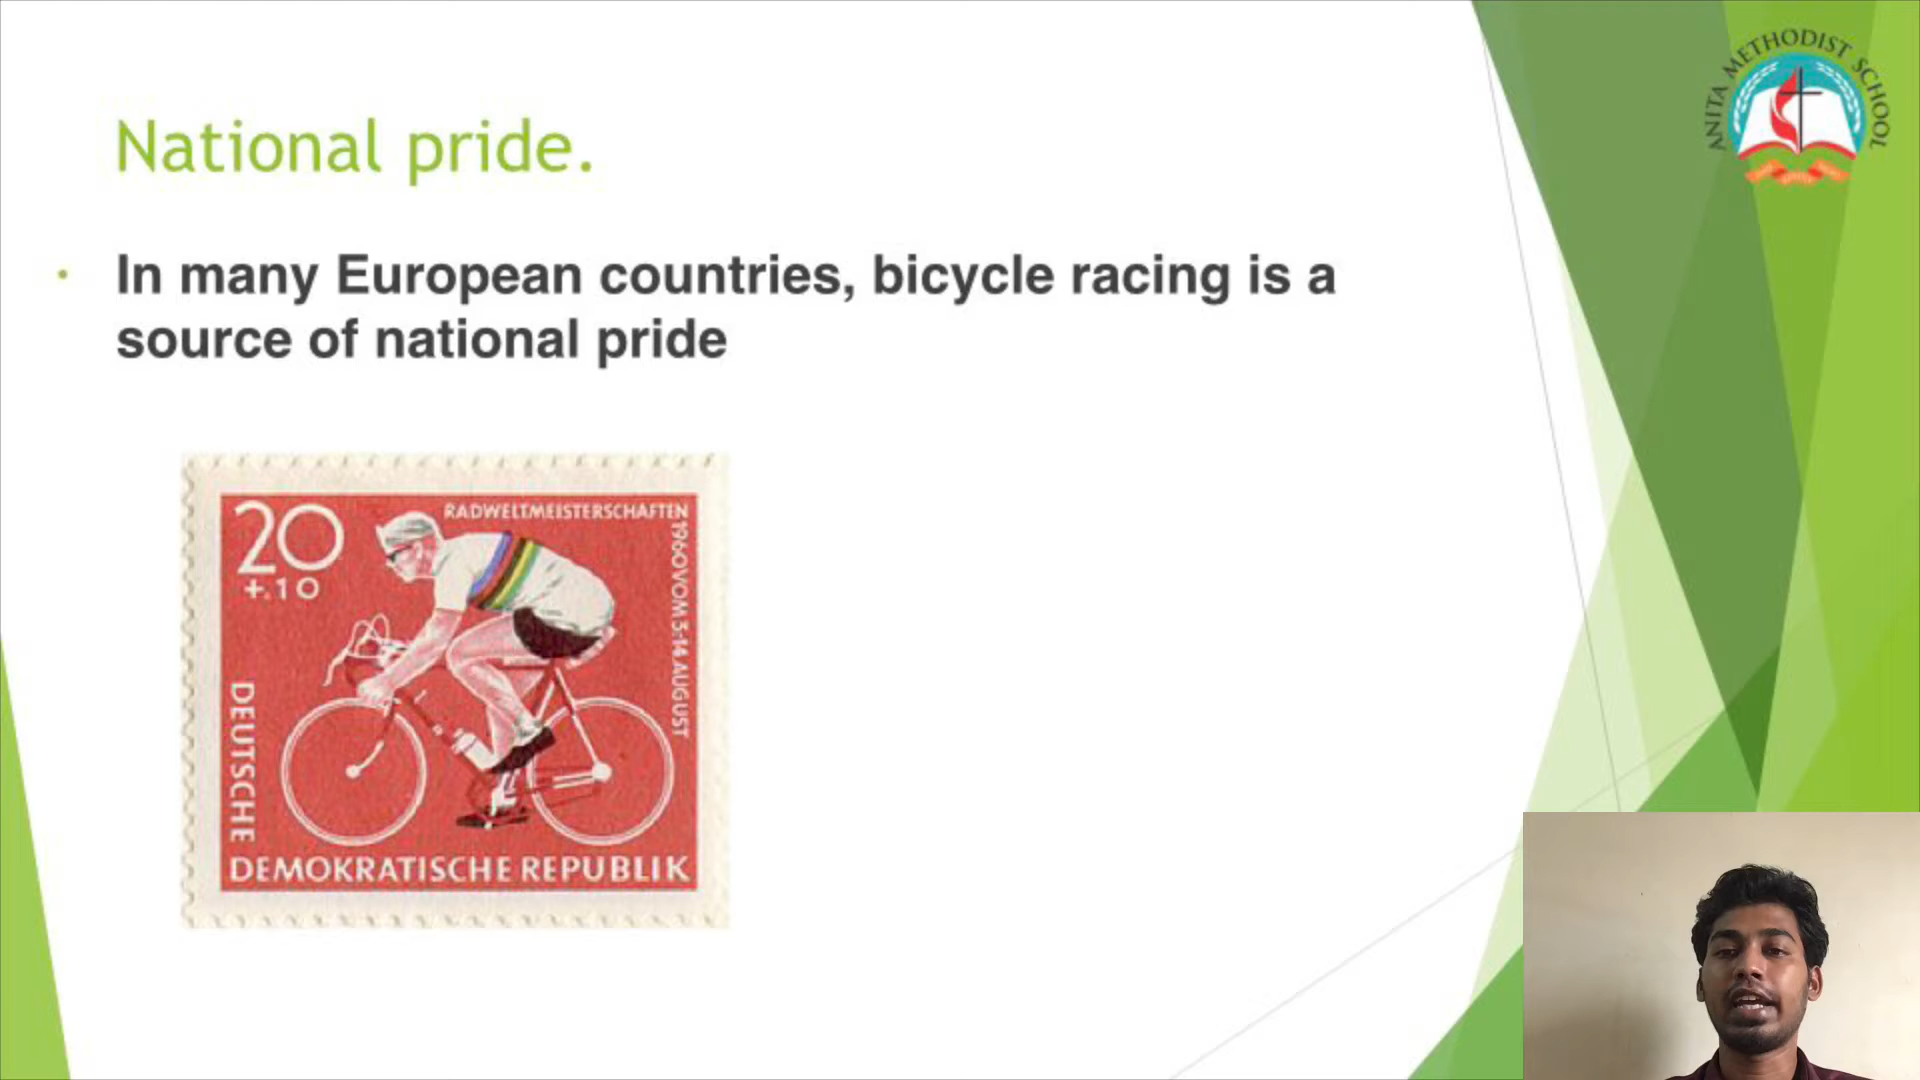 National pride.
In many European countries, bicycle racing is a
source of national pride
ANITA METHODIST SCHOOL
20
+.10
RADWELTMEISTERSCHAFTEN
1960 VOM 3-14 AUGUST
DEUTSCHE
DEMOKRATISCHE REPUBLIK